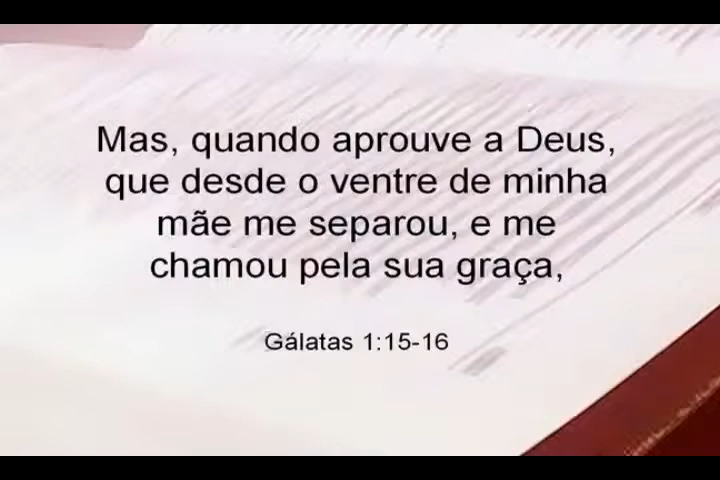 Mas, quando aprouve a Deus,
que desde o ventre de minha
mãe me separou, e me
chamou pela sua graça,
Gálatas 1:15-16